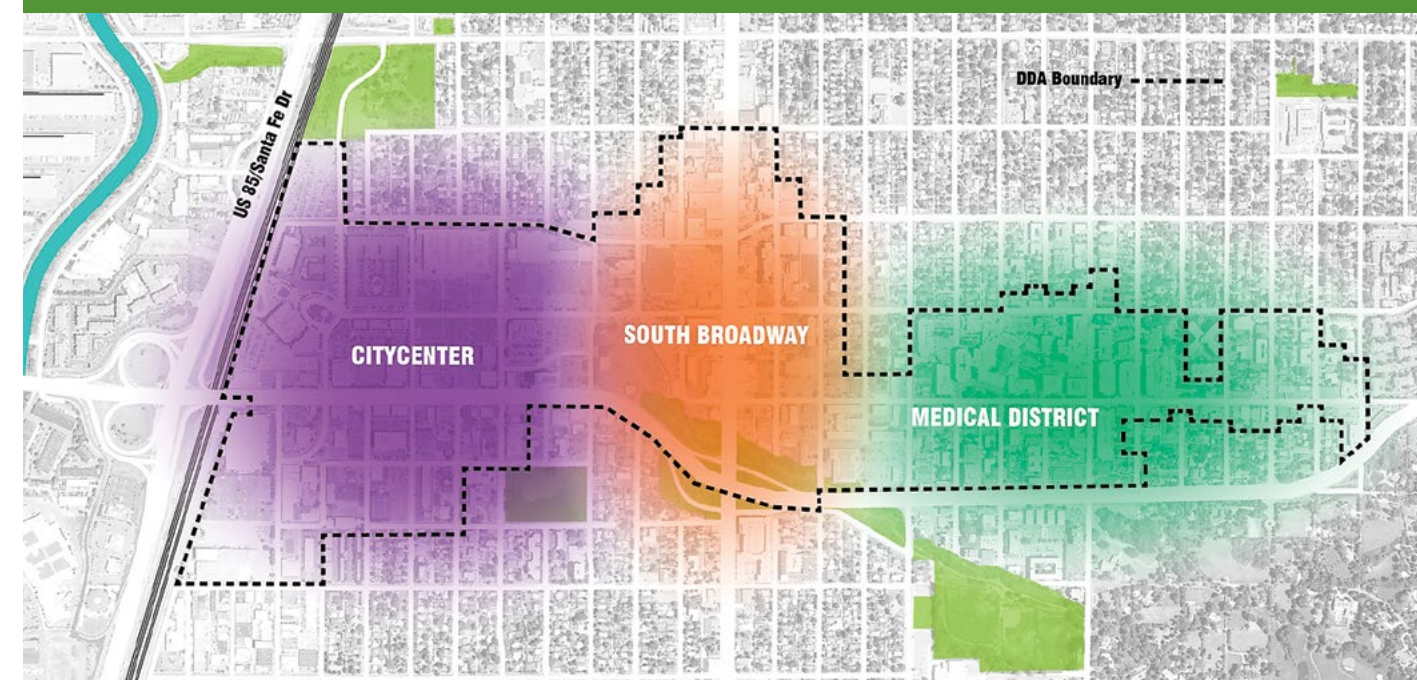 DDA Boundary
US 85/Santa Fe Dr
SOUTH BROADWAY
CITYCENTER
MEDICAL DISTRICT